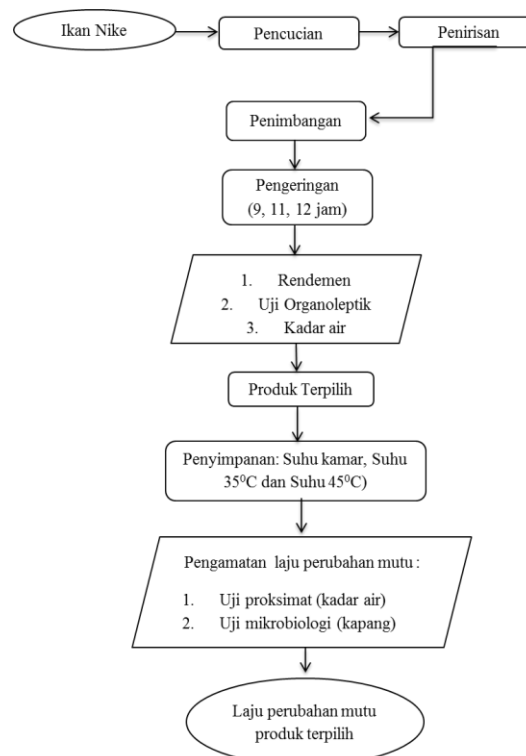 Ikan Nike
Pencucian
Penirisan
Penimbangan
Pengeringan
(9, 11, 12 jam)
1. Rendemen
2. Uji Organoleptik
3. Kadar air
Produk Terpilih
Penyimpanan: Suhu kamar, Suhu
35⁰C dan Suhu 45⁰C)
Pengamatan laju perubahan mutu :
1. Uji proksimat (kadar air)
2. Uji mikrobiologi (kapang)
Laju perubahan mutu
produk terpilih